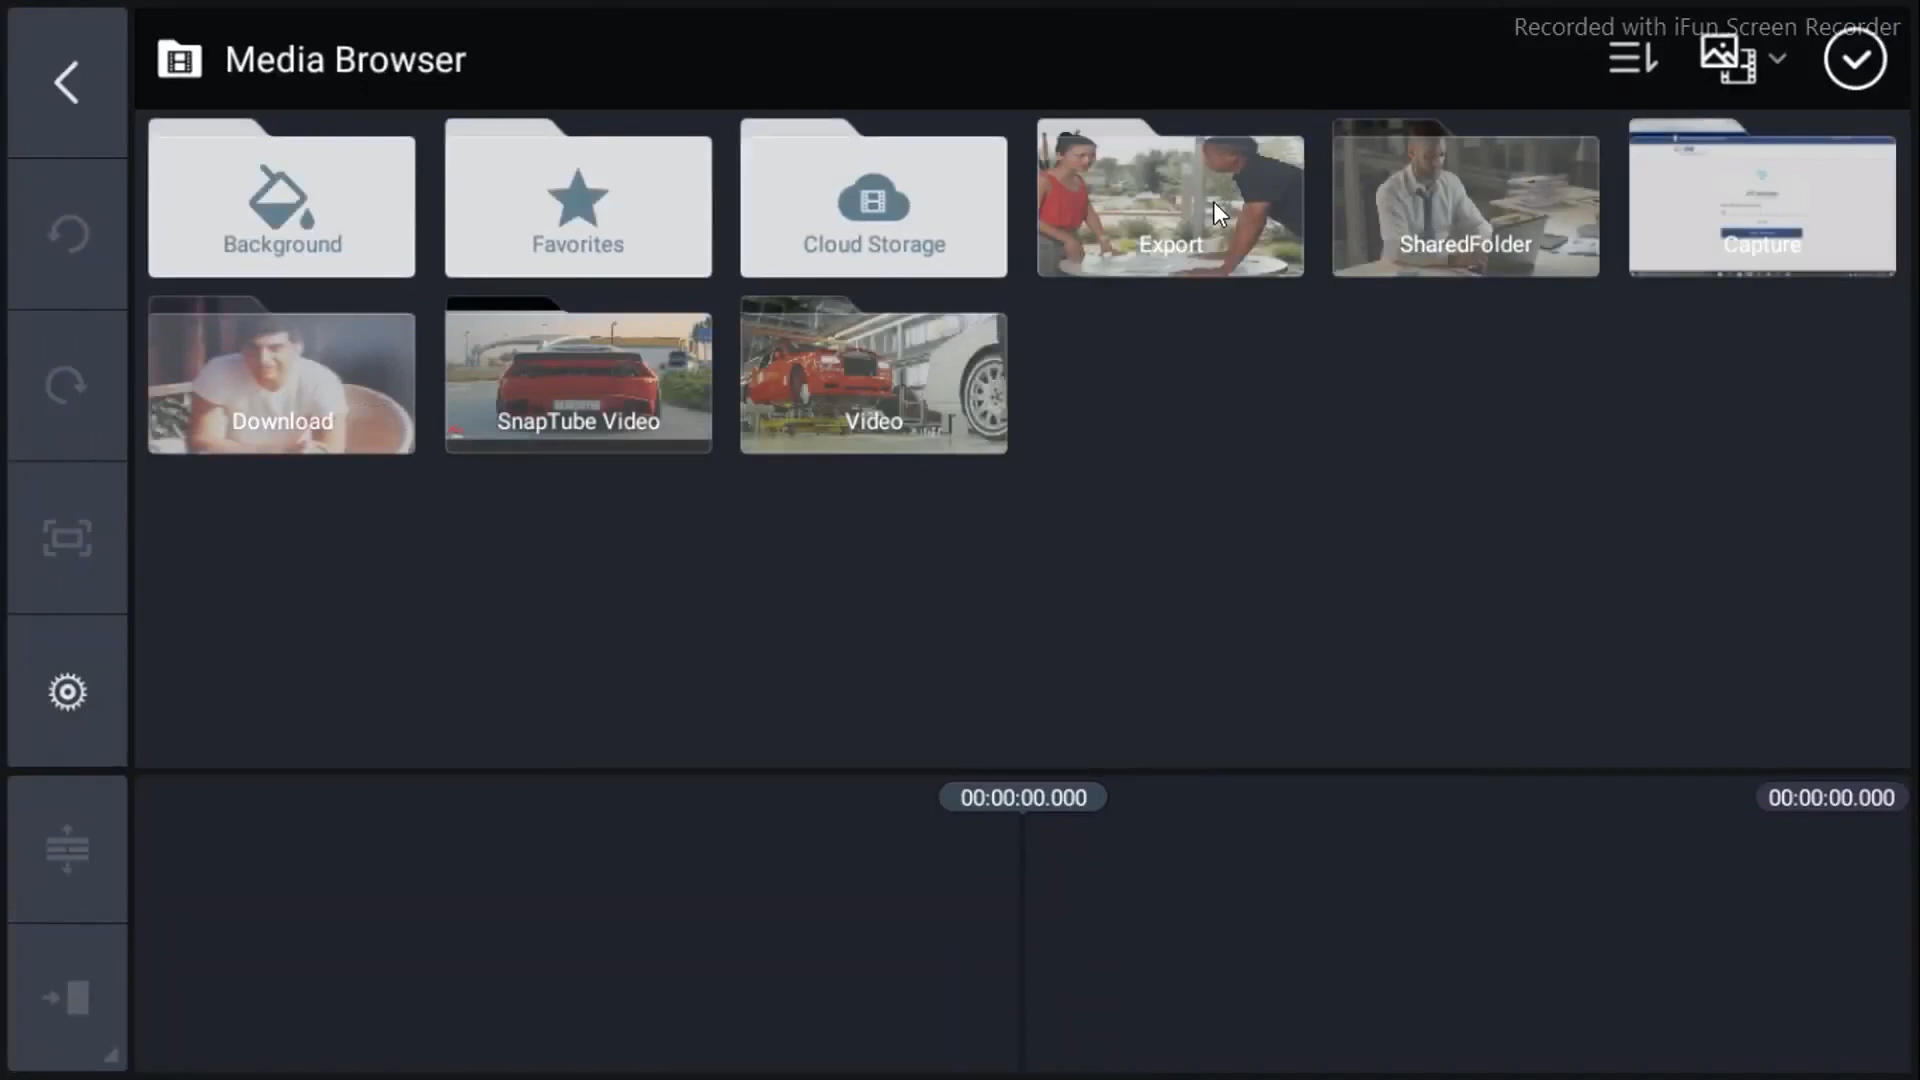 Recorded with iFun Screen Recorder
Media Browser
Background
Favorites
Cloud Storage
Export
SharedFolder
Capture
Download
SnapTube Video
Video
00:00:00.000
00:00:00.000